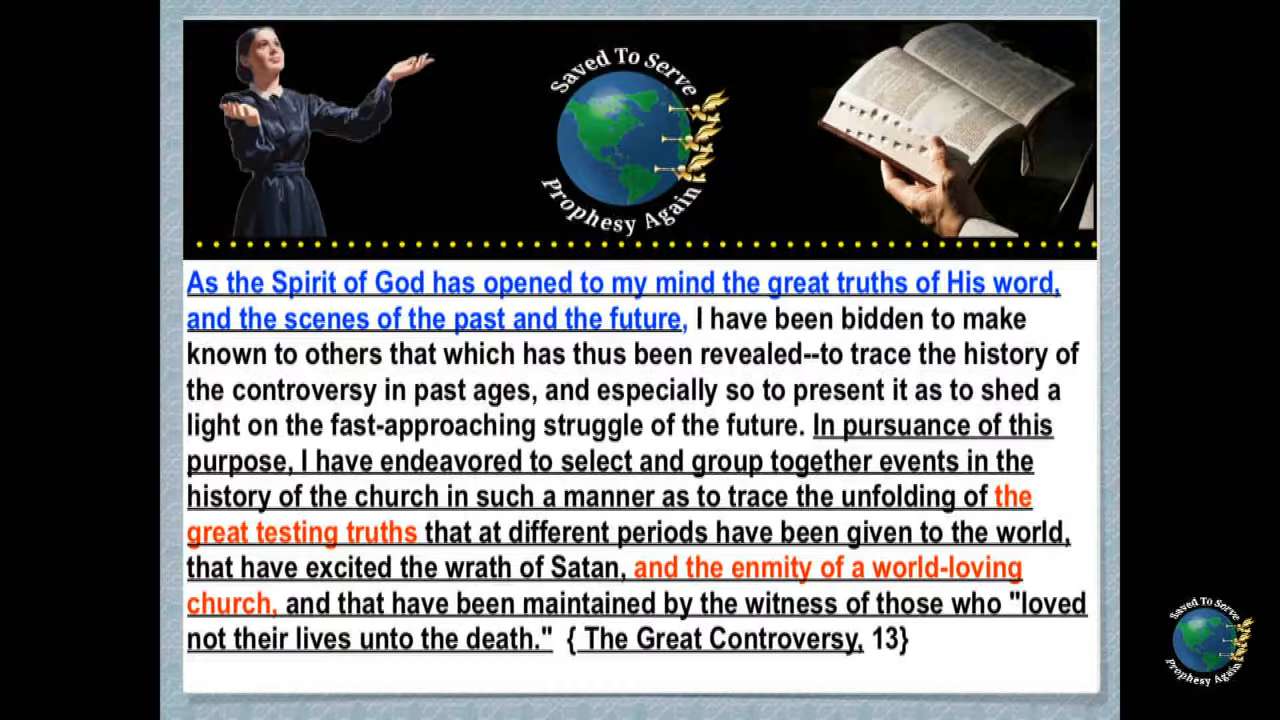 Saved To Serve
Prophesy Again
As the Spirit of God has opened to my mind the great truths of His word,
and the scenes of the past and the future, I have been bidden to make
known to others that which has thus been revealed--to trace the history of
the controversy in past ages, and especially so to present it as to shed a
light on the fast-approaching struggle of the future. In pursuance of this
purpose, I have endeavored to select and group together events in the
history of the church in such a manner as to trace the unfolding of the
great testing truths that at different periods have been given to the world,
that have excited the wrath of Satan, and the enmity of a world-loving
church, and that have been maintained by the witness of those who "loved
not their lives unto the death." { The Great Controversy, 13}
Saved To Serve
Prophesy Again